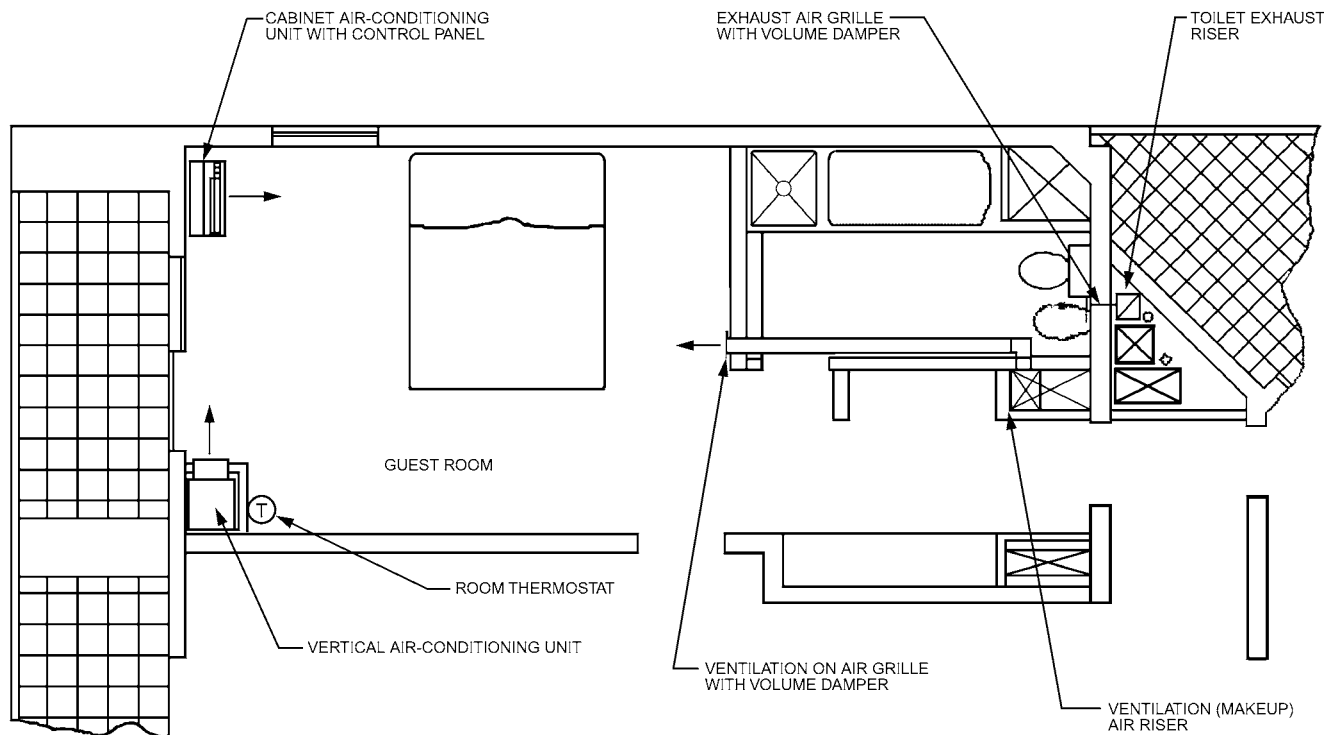 CABINET AIR-CONDITIONING
UNIT WITH CONTROL PANEL
EXHAUST AIR GRILLE
WITH VOLUME DAMPER
TOILET EXHAUST
RISER
GUEST ROOM
T
ROOM THERMOSTAT
VERTICAL AIR-CONDITIONING UNIT
VENTILATION ON AIR GRILLE
WITH VOLUME DAMPER
VENTILATION (MAKEUP)
AIR RISER